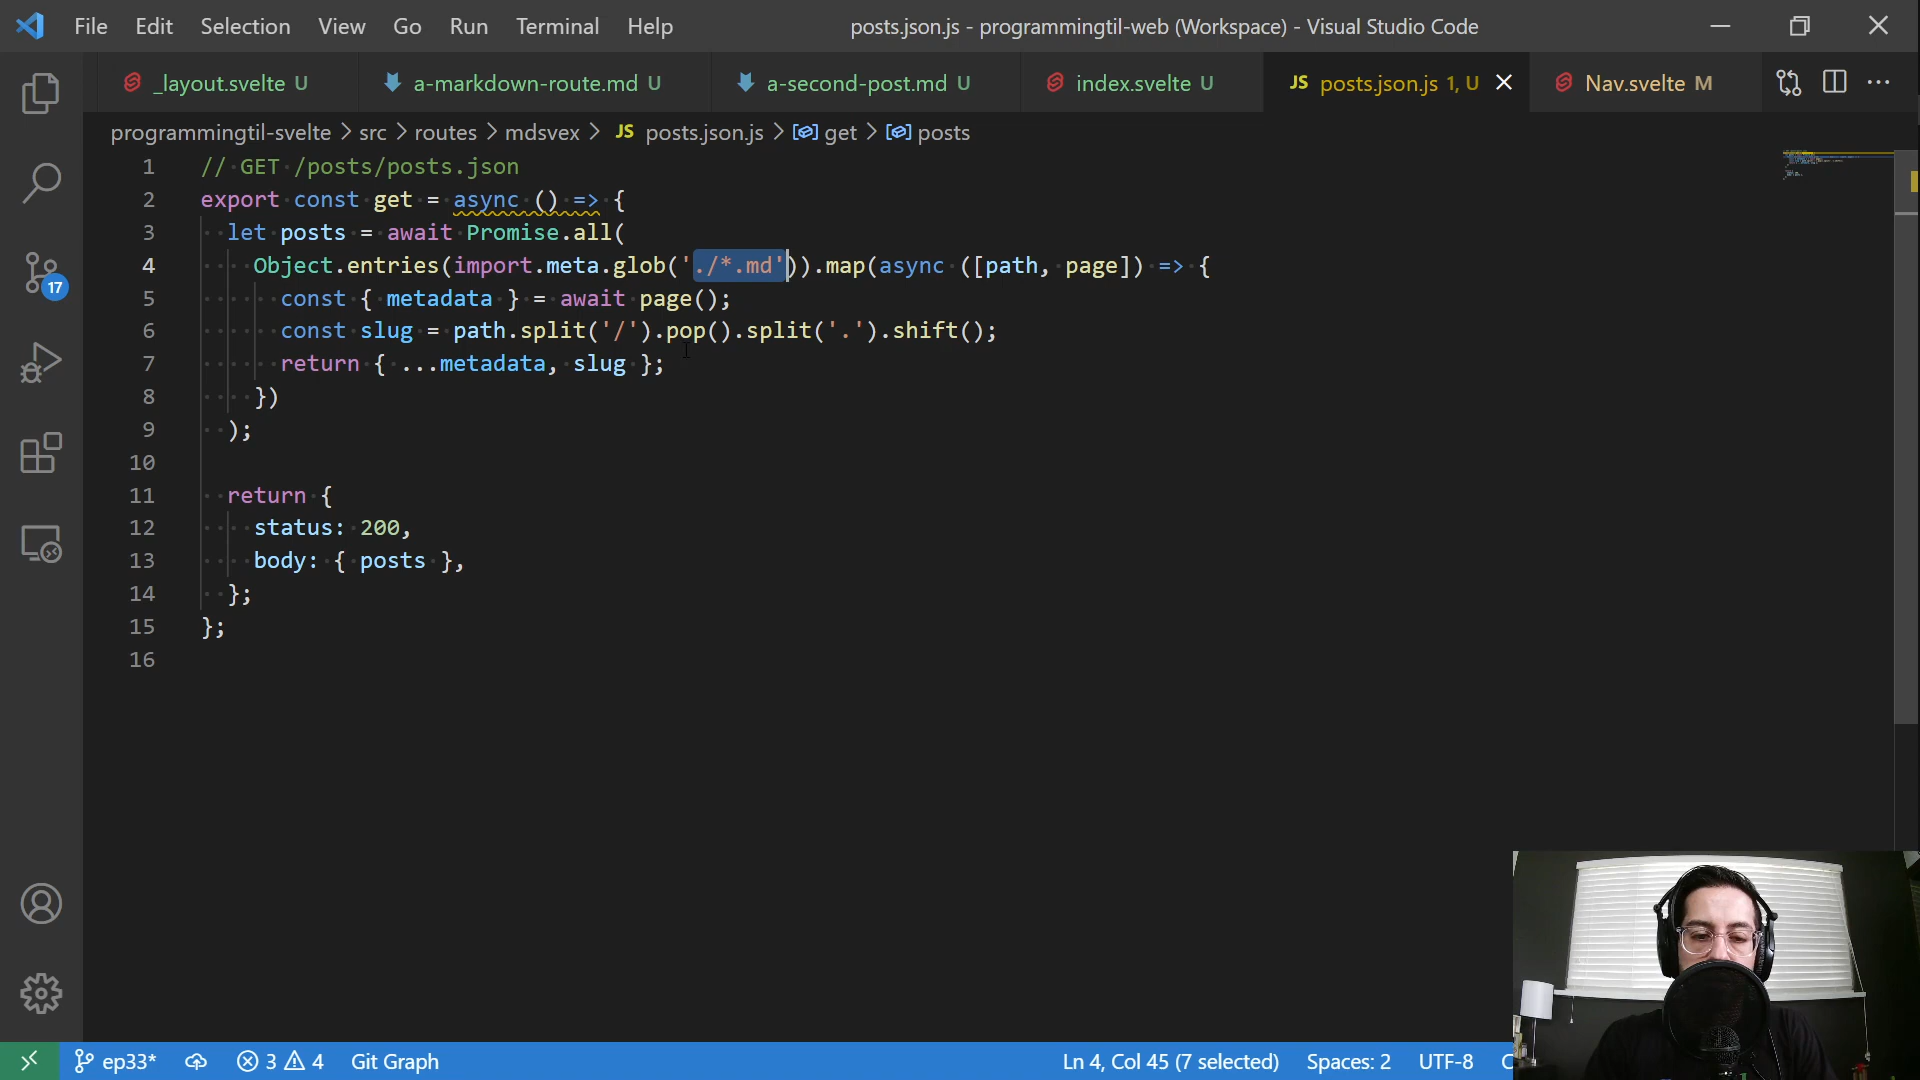 File Edit Selection View Go Run Terminal Help posts.json.js - programmingtil-web (Workspace) - Visual Studio Code
_layout.svelte U a-markdown-route.md U a-second-post.md U index.svelte U JS posts.json.js 1, U Nav.svelte M
programmingtil-svelte > src > routes > mdsvex > JS posts.json.js > get > posts
1 // GET /posts/posts.json
2 export const get = async () => {
3 let posts = await Promise.all(
4 Object.entries(import.meta.glob('./*.md')).map(async ([path, page]) => {
5 const { metadata } = await page();
6 const slug = path.split('/').pop().split('.').shift();
7 return { ...metadata, slug };
8 })
9 );
10
11 return {
12 status: 200,
13 body: { posts },
14 };
15 };
16
17
ep33* 3 4 Git Graph Ln 4, Col 45 (7 selected) Spaces: 2 UTF-8